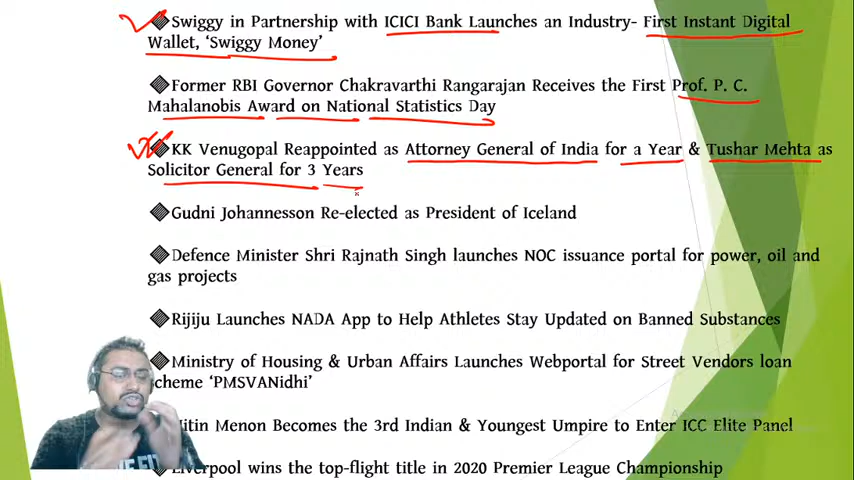 Swiggy in Partnership with ICICI Bank Launches an Industry- First Instant Digital
Wallet, ‘Swiggy Money’
Former RBI Governor Chakravarthi Rangarajan Receives the First Prof. P. C.
Mahalanobis Award on National Statistics Day
KK Venugopal Reappointed as Attorney General of India for a Year & Tushar Mehta as
Solicitor General for 3 Years
Gudni Johannesson Re-elected as President of Iceland
Defence Minister Shri Rajnath Singh launches NOC issuance portal for power, oil and
gas projects
Rijiju Launches NADA App to Help Athletes Stay Updated on Banned Substances
Ministry of Housing & Urban Affairs Launches Webportal for Street Vendors loan
scheme ‘PMSVANidhi’
Nitin Menon Becomes the 3rd Indian & Youngest Umpire to Enter ICC Elite Panel
Liverpool wins the top-flight title in 2020 Premier League Championship